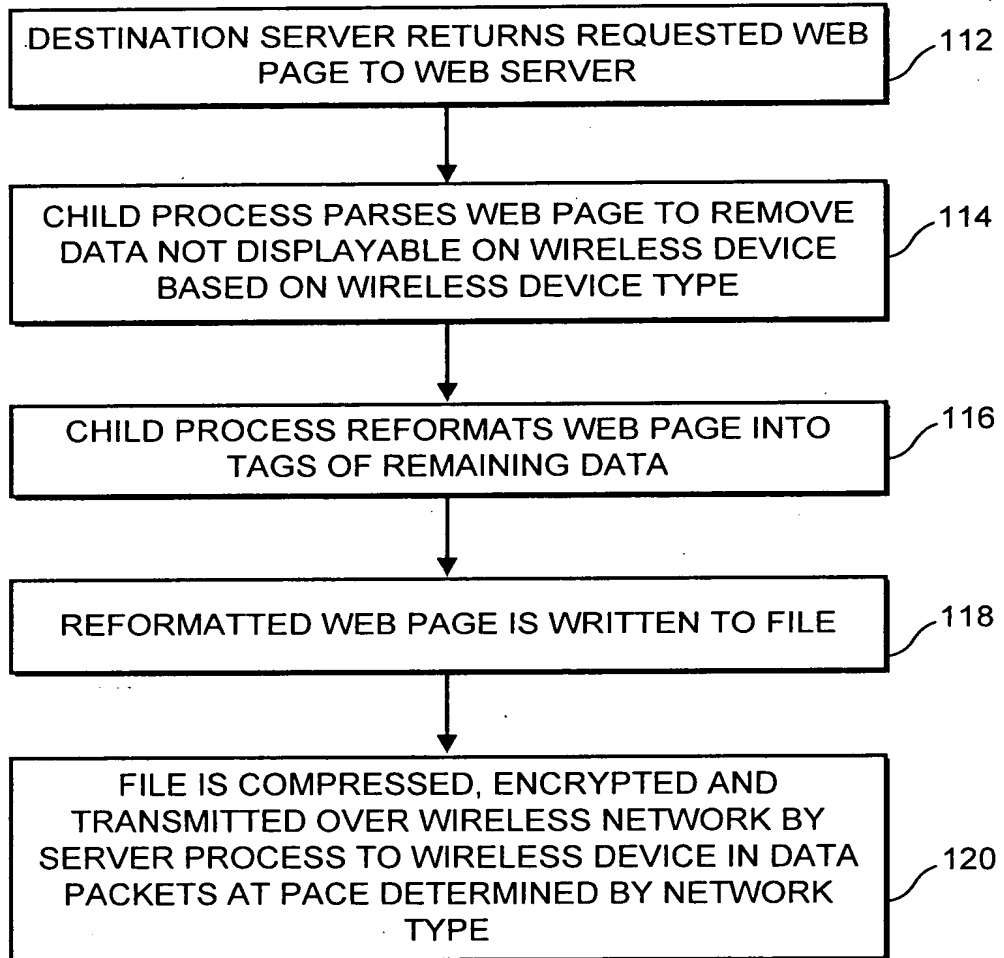 DESTINATION SERVER RETURNS REQUESTED WEB
PAGE TO WEB SERVER
112
CHILD PROCESS PARSES WEB PAGE TO REMOVE
DATA NOT DISPLAYABLE ON WIRELESS DEVICE
BASED ON WIRELESS DEVICE TYPE
114
CHILD PROCESS REFORMATS WEB PAGE INTO
TAGS OF REMAINING DATA
116
REFORMATTED WEB PAGE IS WRITTEN TO FILE
118
FILE IS COMPRESSED, ENCRYPTED AND
TRANSMITTED OVER WIRELESS NETWORK BY
SERVER PROCESS TO WIRELESS DEVICE IN DATA
PACKETS AT PACE DETERMINED BY NETWORK
TYPE
120